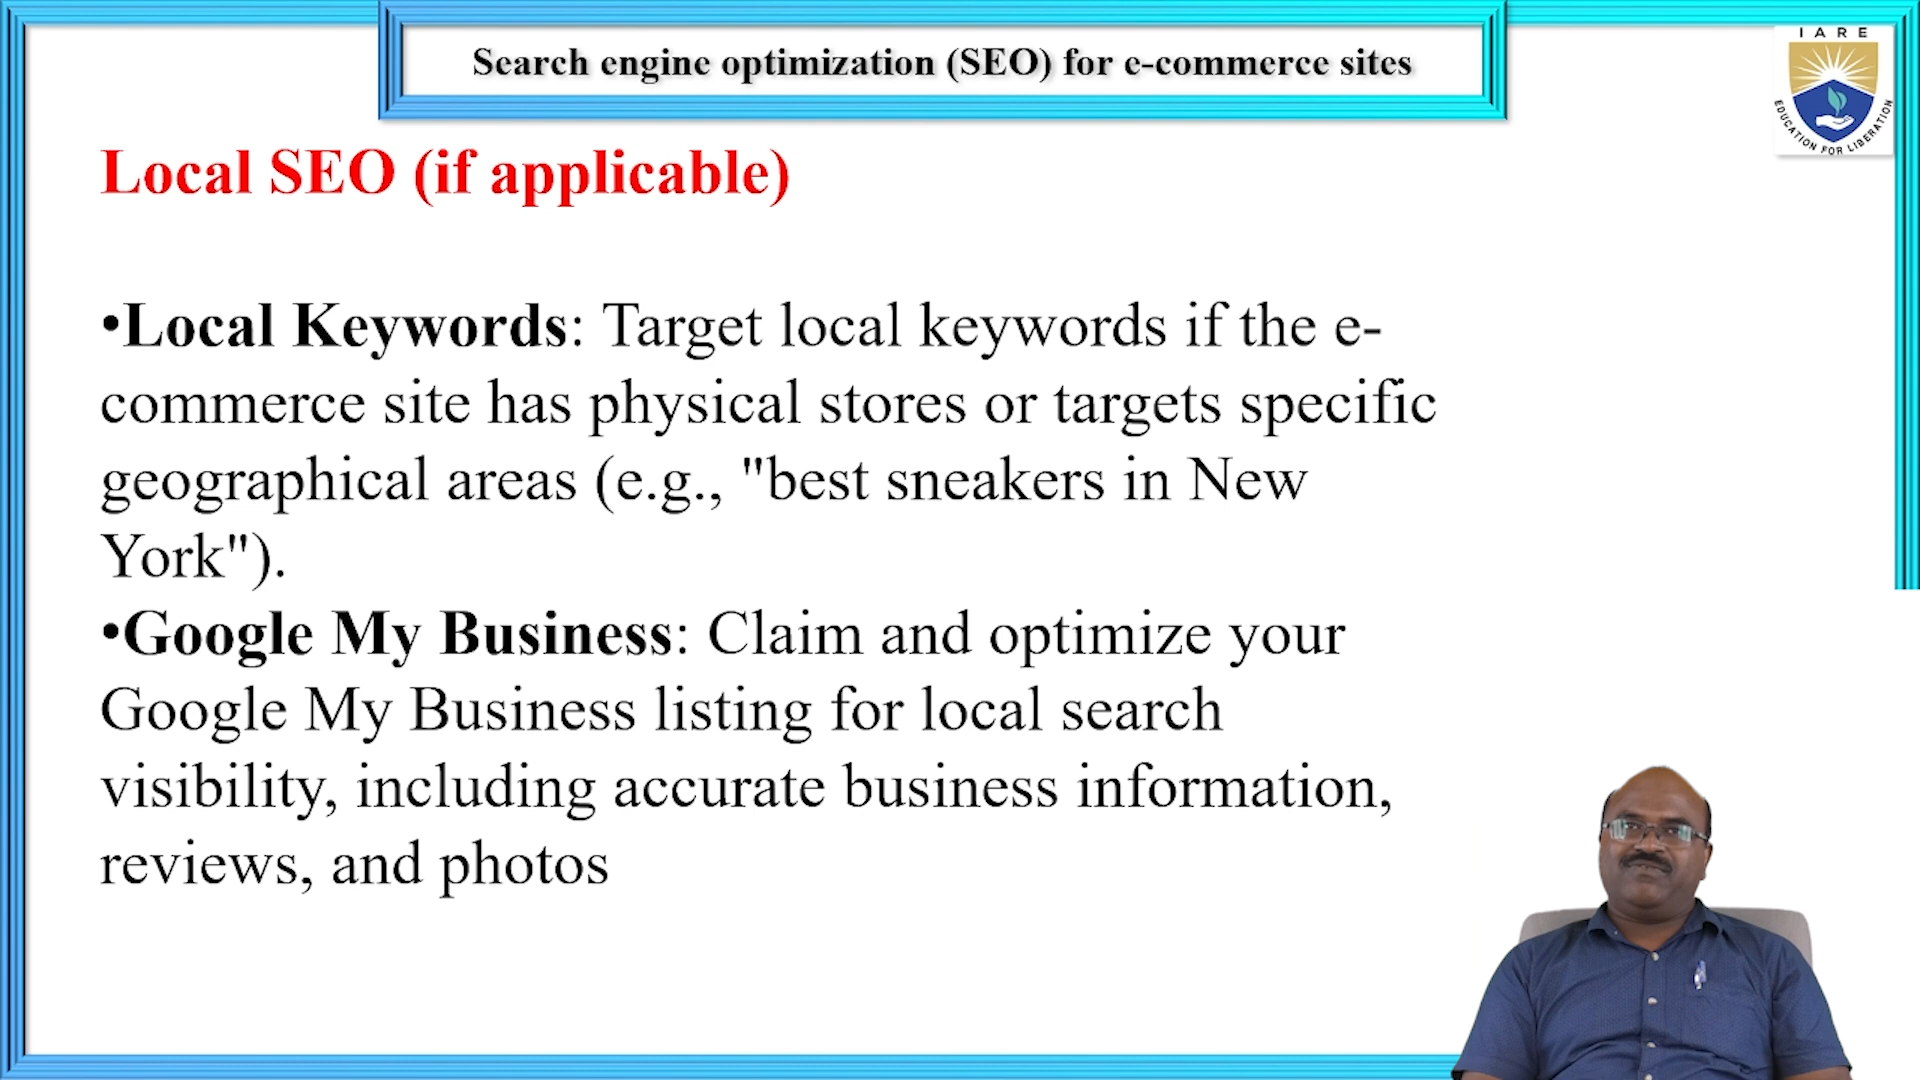 Search engine optimization (SEO) for e-commerce sites
IARE
EDUCATION FOR LIBERATION
Local SEO (if applicable)
•Local Keywords: Target local keywords if the e-
commerce site has physical stores or targets specific
geographical areas (e.g., "best sneakers in New
York").
•Google My Business: Claim and optimize your
Google My Business listing for local search
visibility, including accurate business information,
reviews, and photos